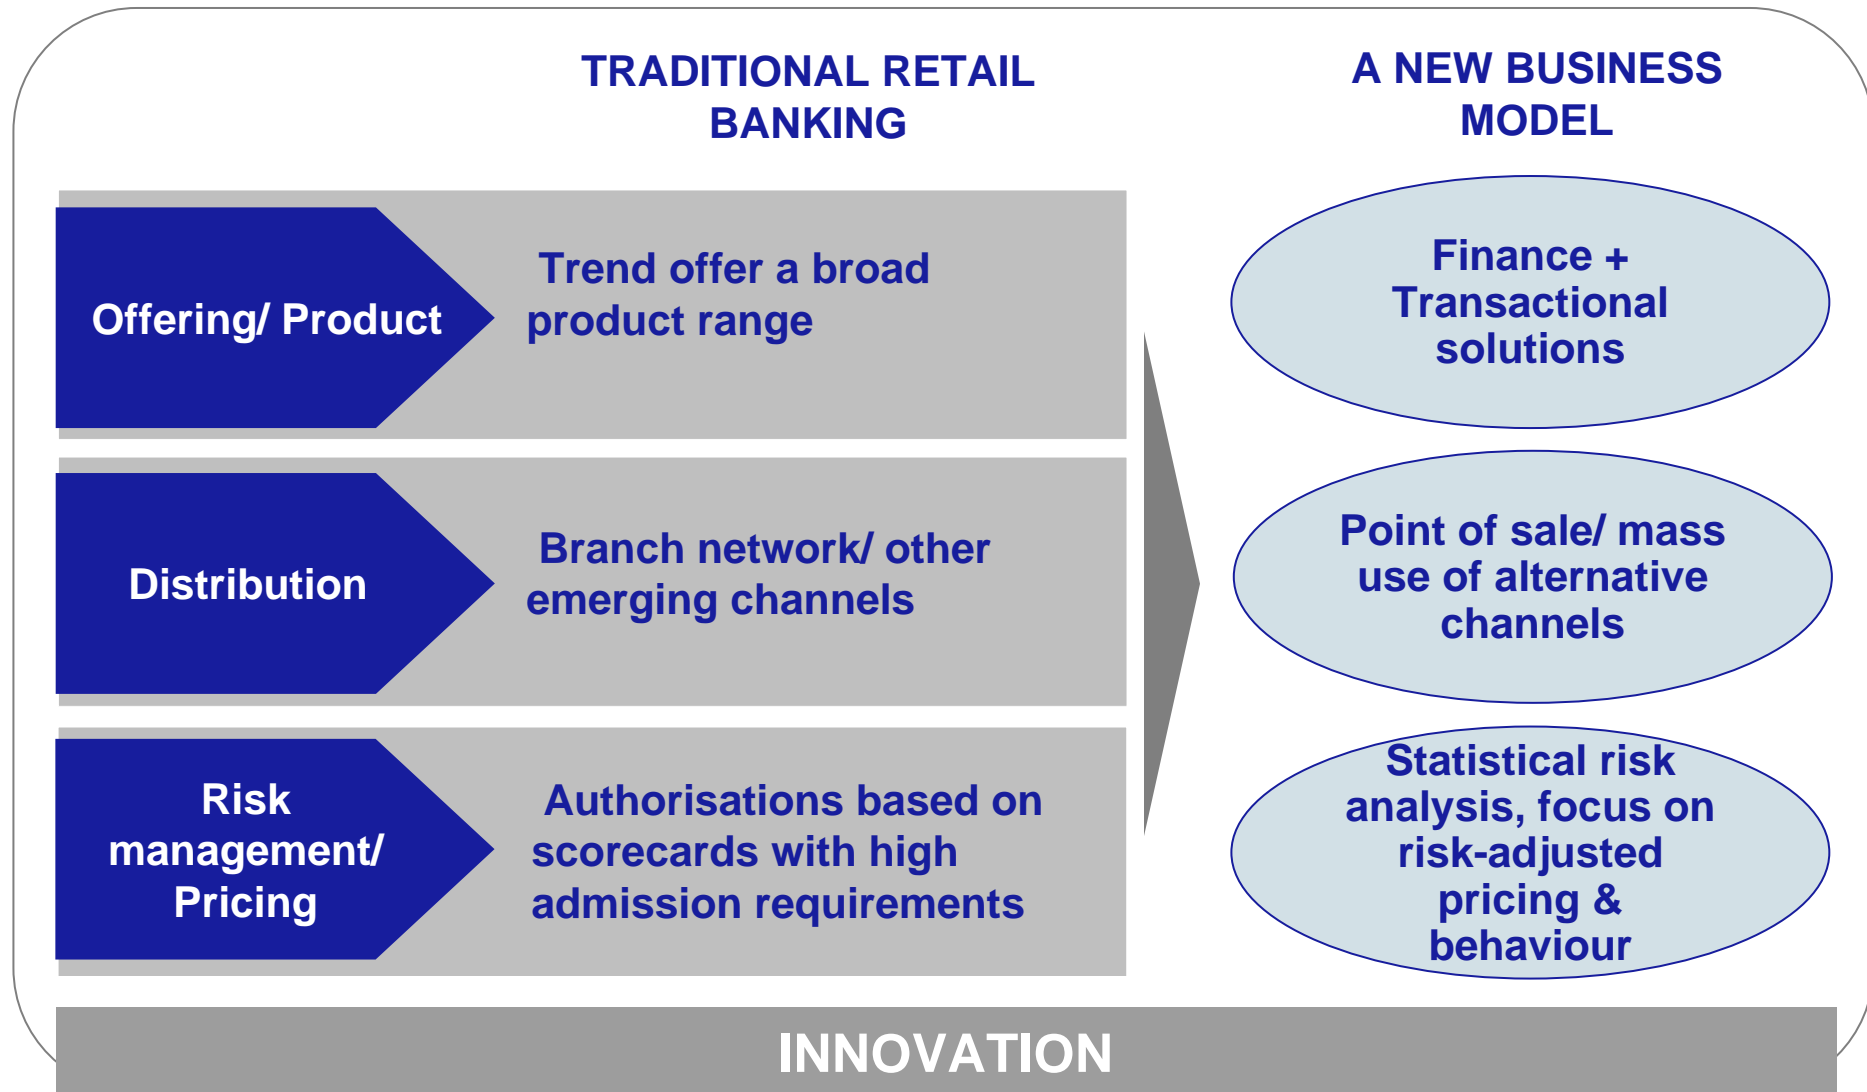 TRADITIONAL RETAIL
BANKING
A NEW BUSINESS
MODEL
Offering/ Product
Trend offer a broad
product range
Finance +
Transactional
solutions
Distribution
Branch network/ other
emerging channels
Point of sale/ mass
use of alternative
channels
Risk
management/
Pricing
Authorisations based on
scorecards with high
admission requirements
Statistical risk
analysis, focus on
risk-adjusted
pricing &
behaviour
INNOVATION